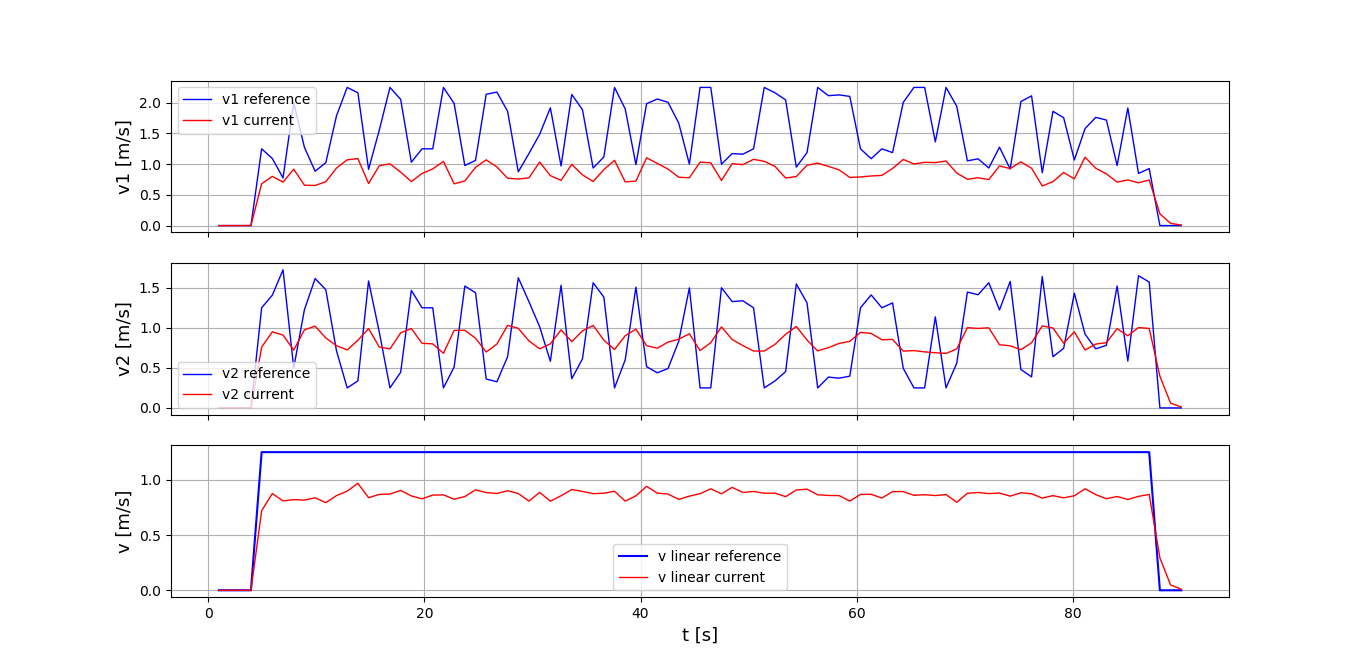 v1 [m/s]
2.0
1.5
1.0
0.5
0.0
v1 reference
v1 current
v2 [m/s]
1.5
1.0
0.5
0.0
v2 reference
v2 current
v [m/s]
1.0
0.5
0.0
v linear reference
v linear current
0 20 40 60 80
t [s]